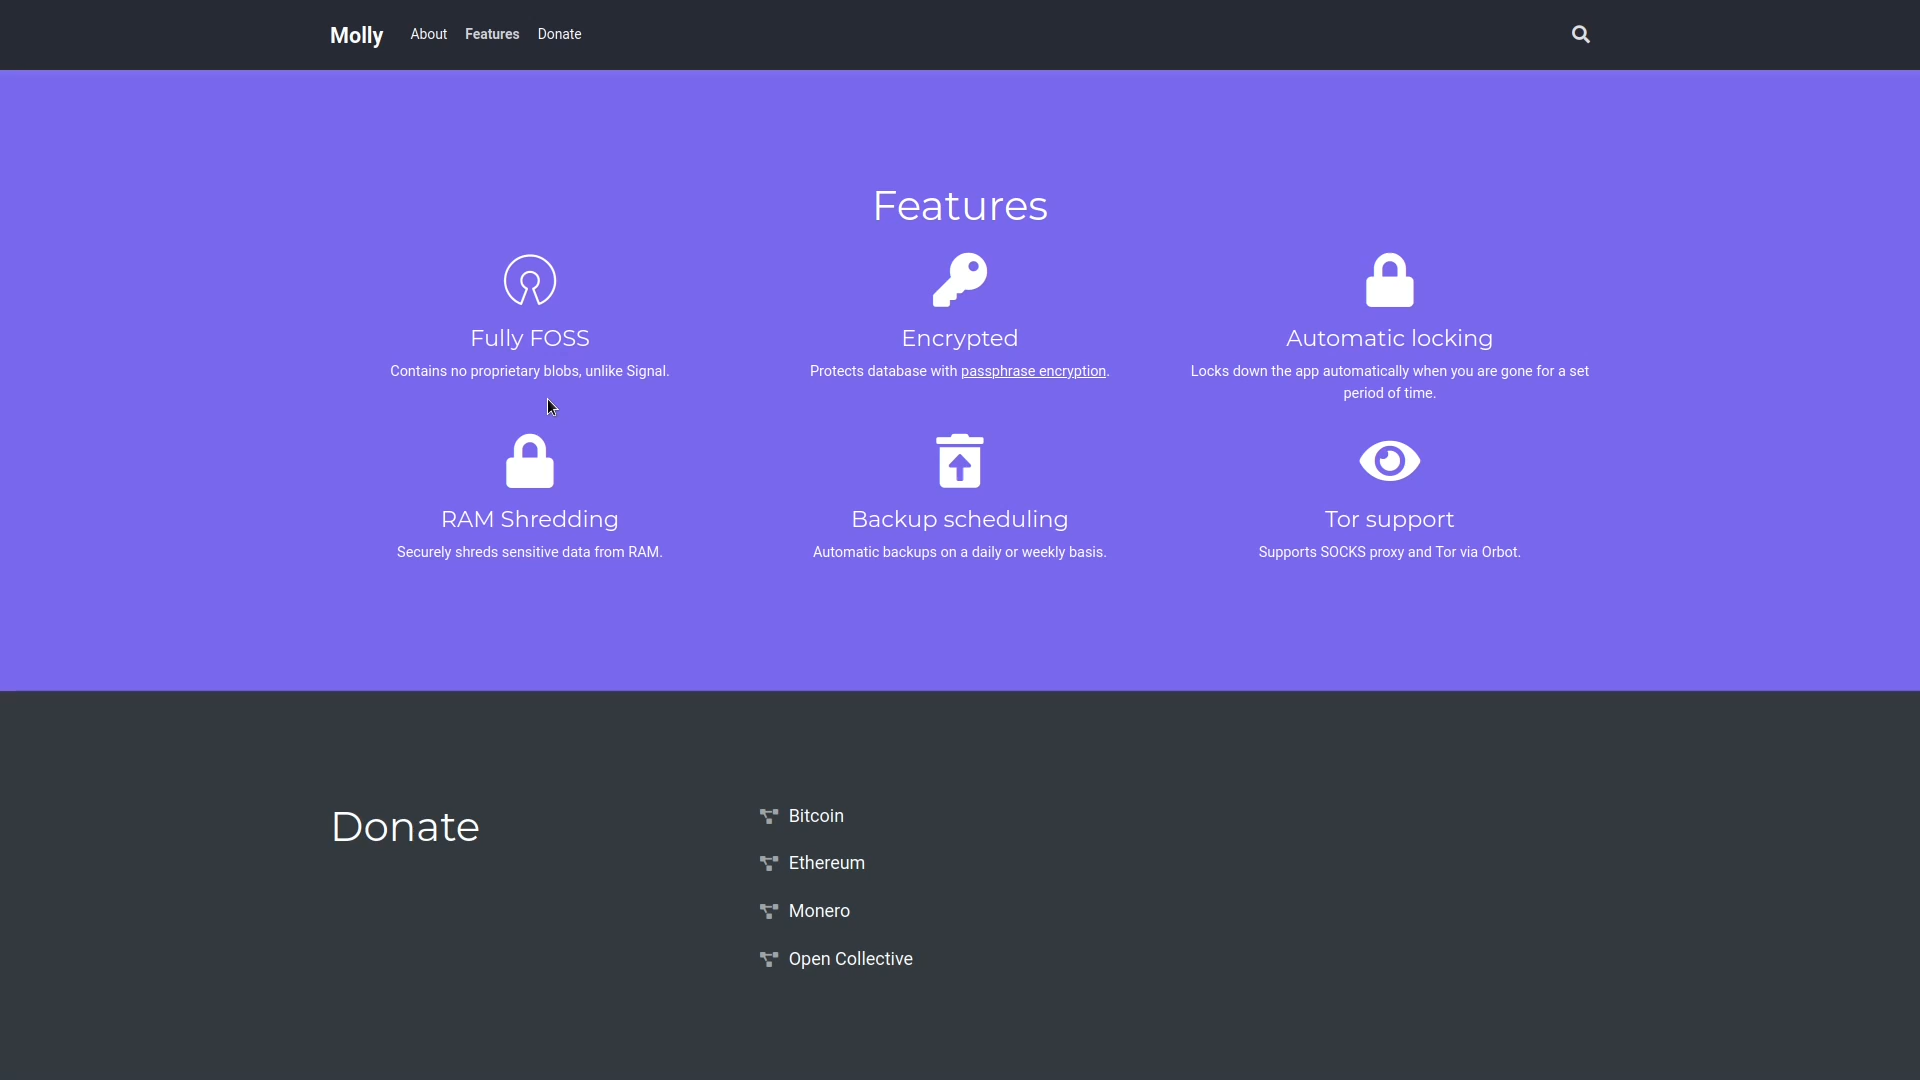 Molly About Features Donate
Features
Fully FOSS
Contains no proprietary blobs, unlike Signal.
Encrypted
Protects database with passphrase encryption.
Automatic locking
Locks down the app automatically when you are gone for a set
period of time.
RAM Shredding
Securely shreds sensitive data from RAM.
Backup scheduling
Automatic backups on a daily or weekly basis.
Tor support
Supports SOCKS proxy and Tor via Orbot.
Donate
Bitcoin
Ethereum
Monero
Open Collective